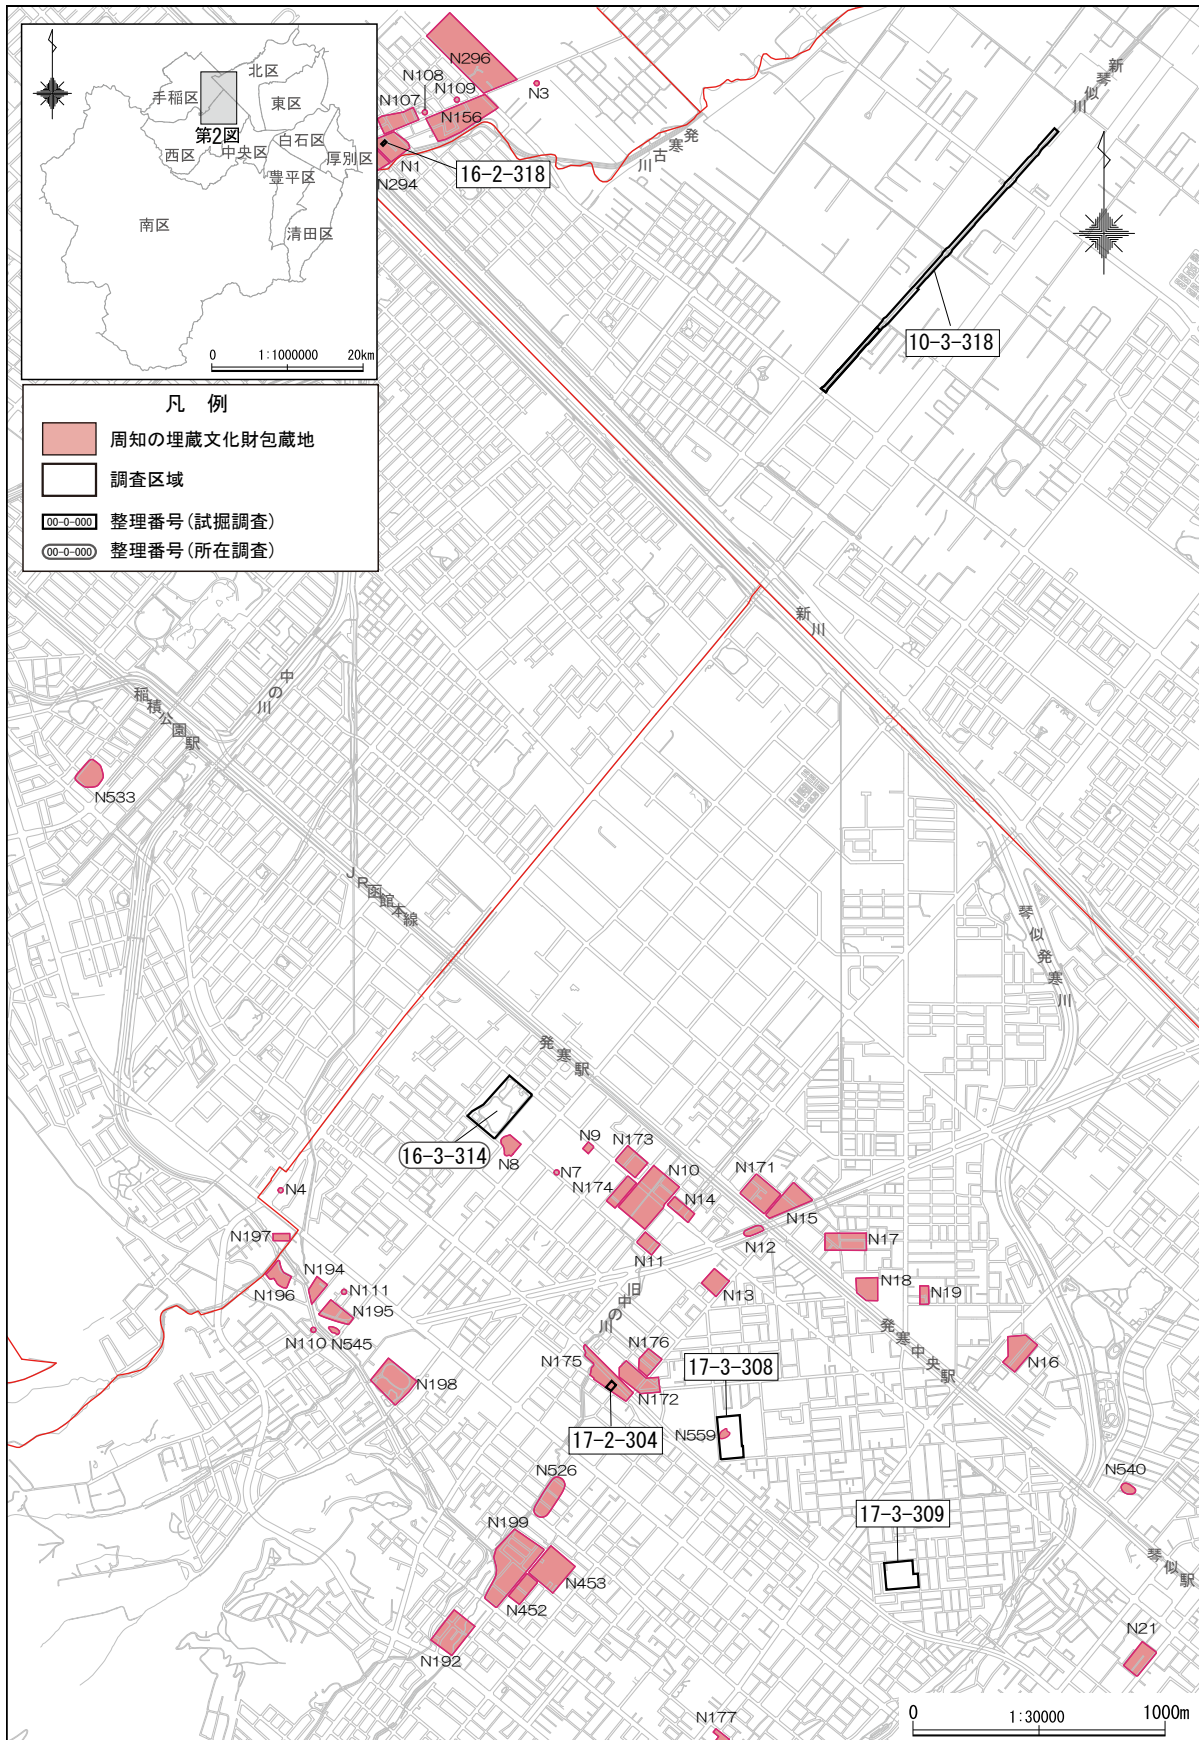 北区
手稲区
東区
第2図
白石区
西区
中央区
厚別区
豊平区
南区
清田区
0 1:1000000 20km
凡 例
周知の埋蔵文化財包蔵地
調査区域
00-0-000 整理番号(試掘調査)
00-0-000 整理番号(所在調査)
N296
N108
N3
N109
N107
N156
N1
N294
16-2-318
発寒古川
新琴似川
10-3-318
新川
中の川
稲積公園駅
N533
JR函館本線
琴似発寒川
発寒駅
16-3-314
N8
N9
N7
N173
N10
N174
N14
N11
N171
N15
N12
N17
N4
N197
N196
N194
N111
N195
N110
N545
N13
N18
N19
旧中の川
発寒中央駅
N16
N175
N176
N172
N198
17-3-308
17-2-304
N559
N526
N540
17-3-309
N199
N453
N452
琴似駅
N192
N21
N177
0 1:30000 1000m